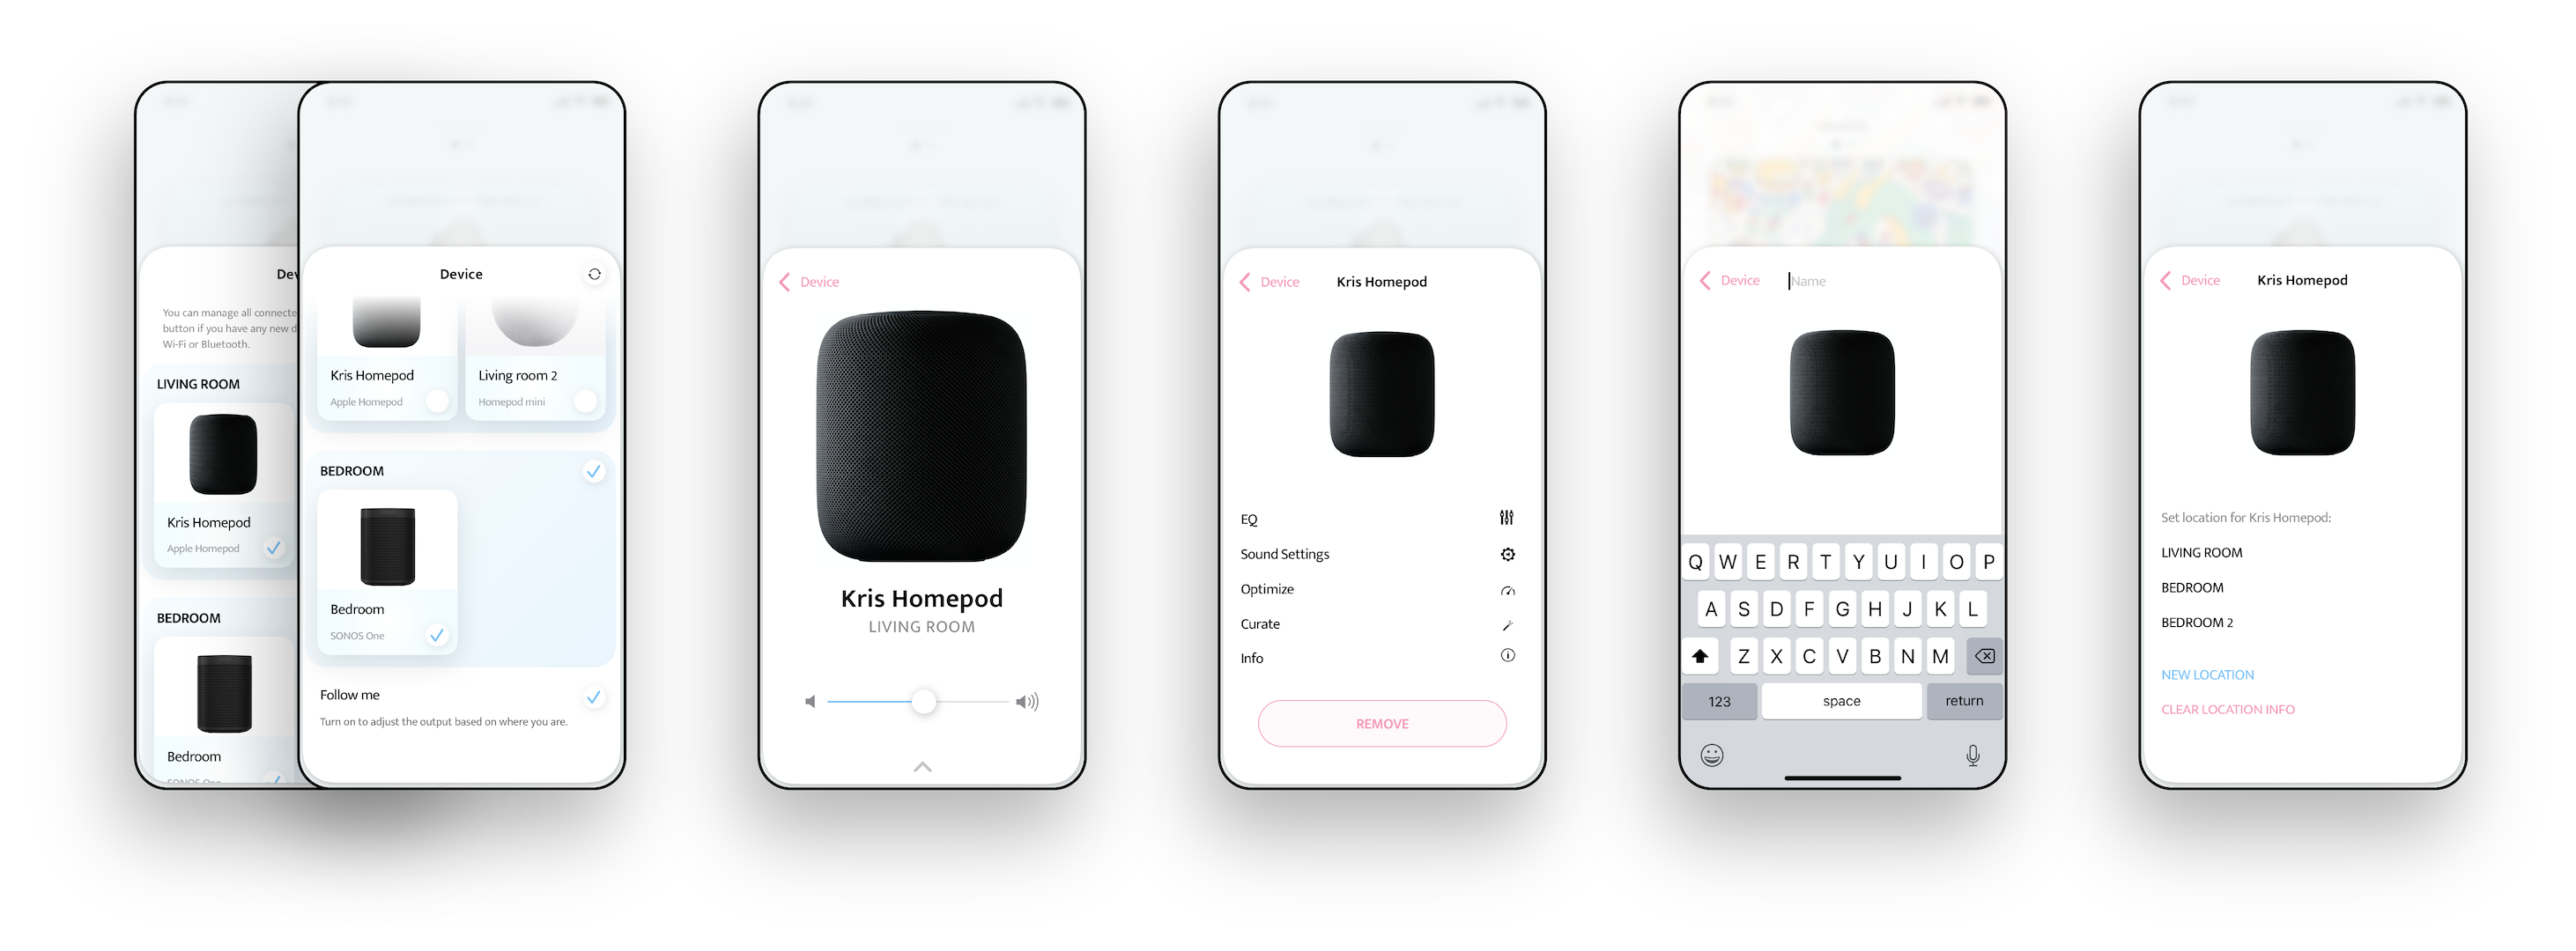 Dev
You can manage all connecte
button if you have any new d
Wi-Fi or Bluetooth.
LIVING ROOM
Kris Homepod
Apple Homepod
BEDROOM
Bedroom
SONOS One
Device
Kris Homepod
Apple Homepod
Living room 2
Homepod mini
BEDROOM
Bedroom
SONOS One
Follow me
Turn on to adjust the output based on where you are.
Device
Kris Homepod
LIVING ROOM
Device
Kris Homepod
EQ
Sound Settings
Optimize
Curate
Info
REMOVE
Device
Name
Q W E R T Y U I O P
A S D F G H J K L
Z X C V B N M
123 space return
Device
Kris Homepod
Set location for Kris Homepod:
LIVING ROOM
BEDROOM
BEDROOM 2
NEW LOCATION
CLEAR LOCATION INFO